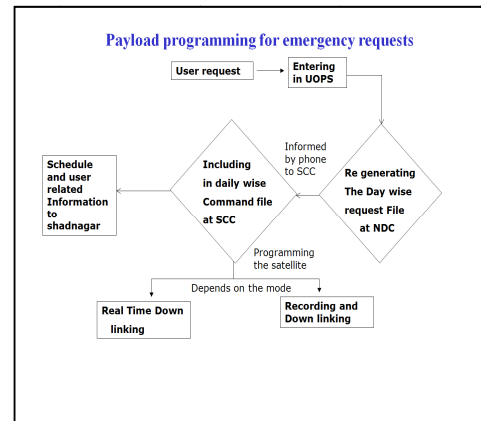 Payload programming for emergency requests
User request
Entering
in UOPS
Informed
by phone
to SCC
Re generating
The Day wise
request File
at NDC
Including
in daily wise
Command file
at SCC
Schedule
and user
related
Information
to
shadnagar
Programming
the satellite
Depends on the mode
Real Time Down
linking
Recording and
Down linking